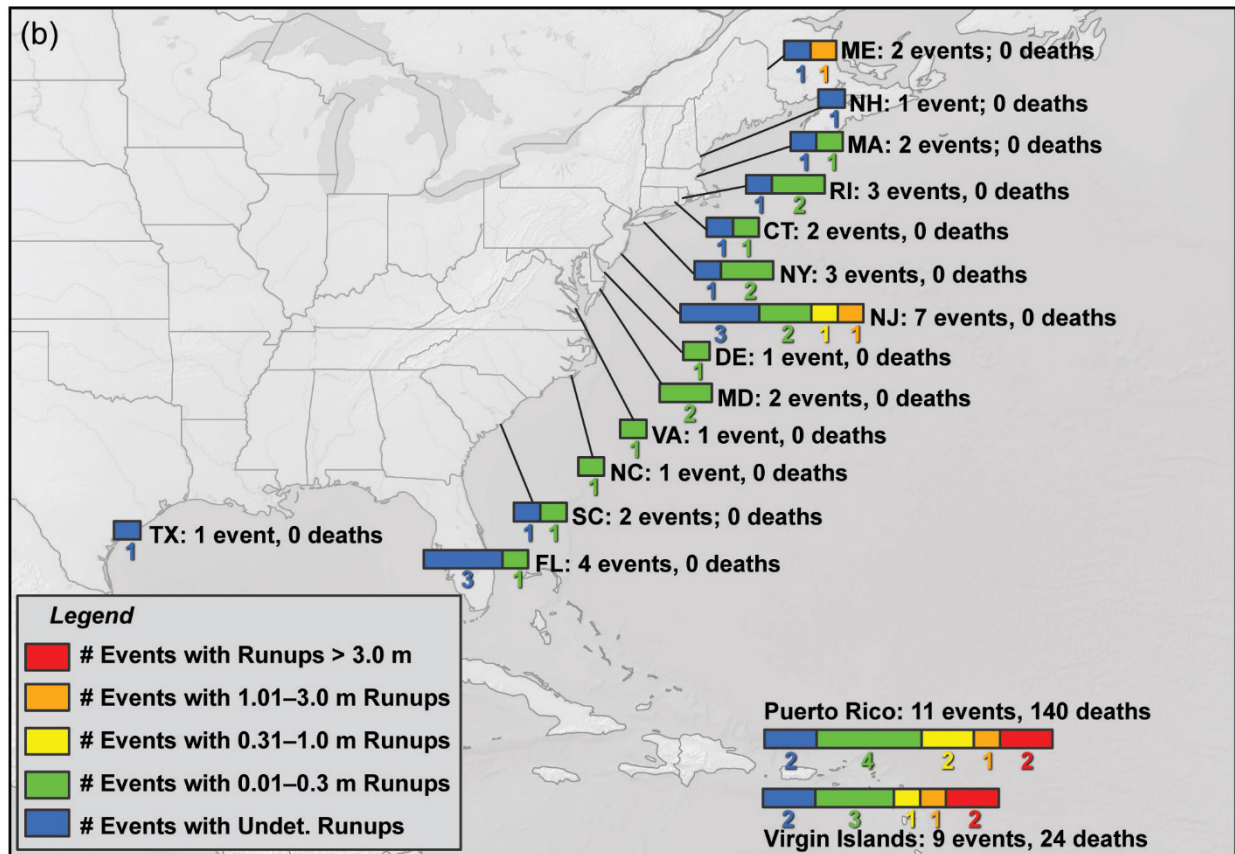 (b)
ME: 2 events; 0 deaths
1 1
NH: 1 event; 0 deaths
1
MA: 2 events; 0 deaths
1 1
RI: 3 events, 0 deaths
1 2
CT: 2 events, 0 deaths
1 1
NY: 3 events, 0 deaths
1 2
NJ: 7 events, 0 deaths
3 2 1 1
DE: 1 event, 0 deaths
1
MD: 2 events, 0 deaths
2
VA: 1 event, 0 deaths
1
NC: 1 event, 0 deaths
1
SC: 2 events; 0 deaths
1 1
TX: 1 event, 0 deaths
1
FL: 4 events, 0 deaths
3 1
Legend
# Events with Runups > 3.0 m
# Events with 1.01–3.0 m Runups
# Events with 0.31–1.0 m Runups
# Events with 0.01–0.3 m Runups
# Events with Undet. Runups
Puerto Rico: 11 events, 140 deaths
2 4 2 1 2
2 3 1 1 2
Virgin Islands: 9 events, 24 deaths